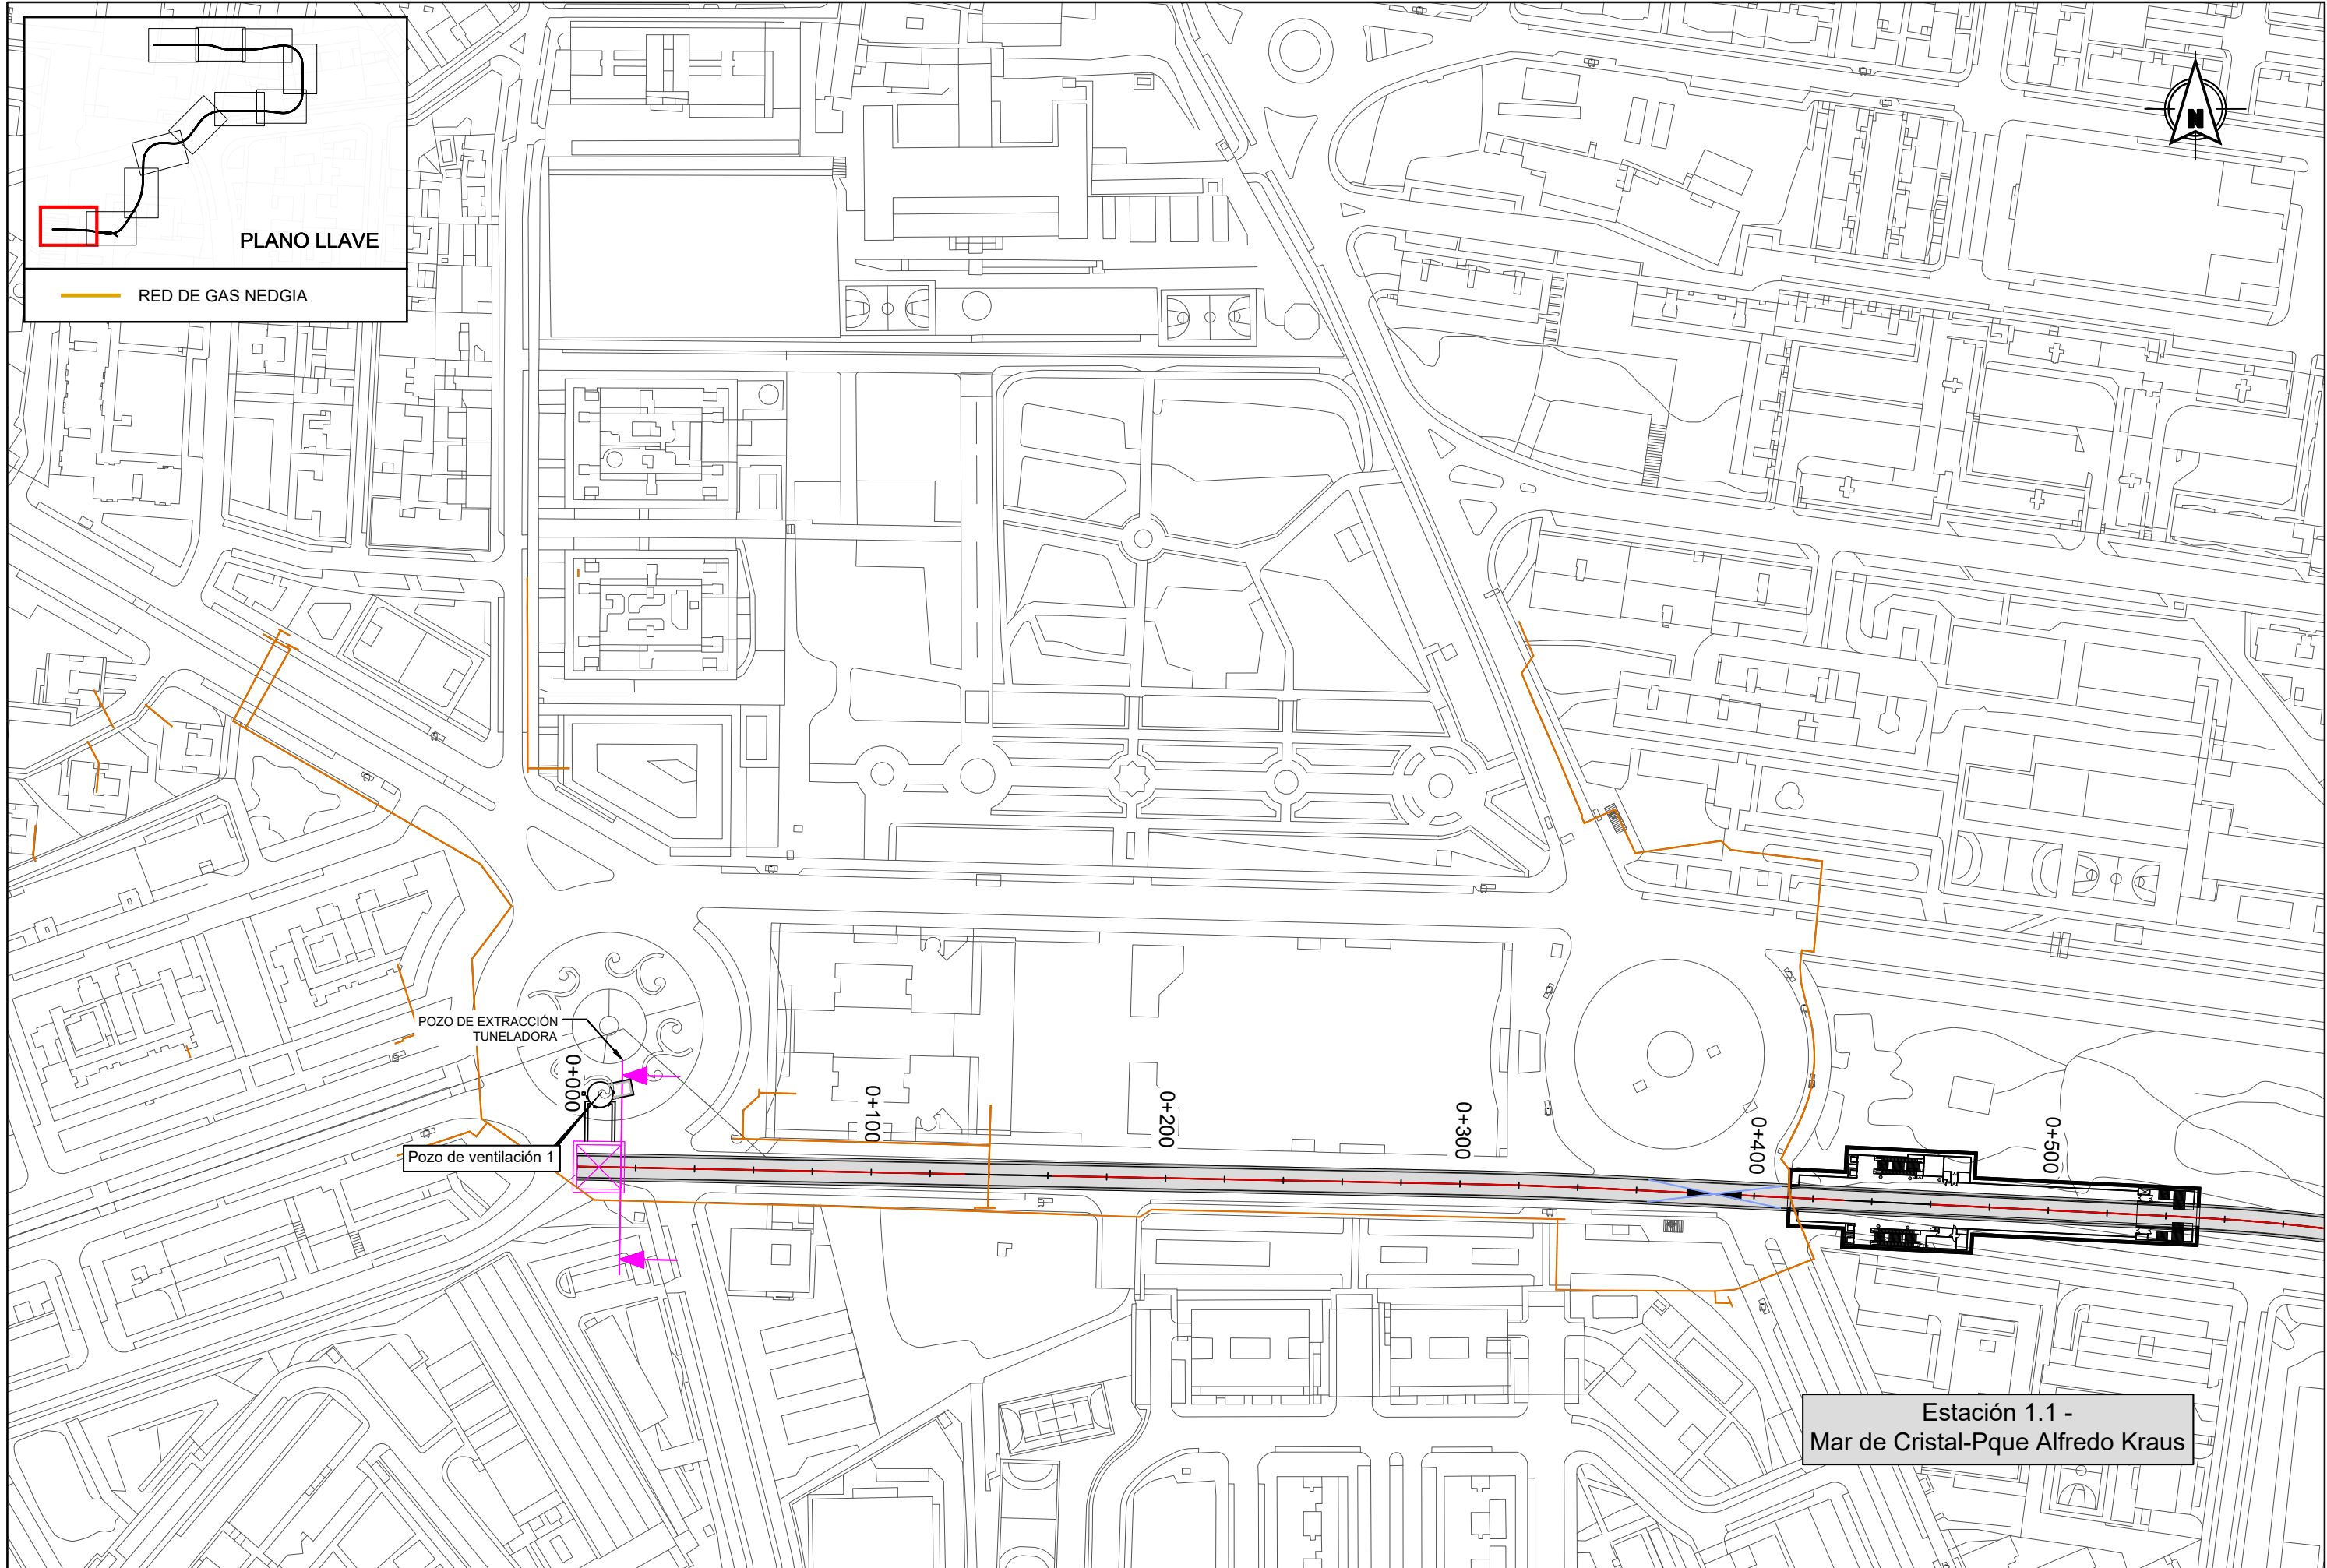 PLANO LLAVE
RED DE GAS NEDGIA
N
POZO DE EXTRACCIÓN
TUNELADORA
Pozo de ventilación 1
0+000
0+100
0+200
0+300
0+400
0+500
Estación 1.1 -
Mar de Cristal-Pque Alfredo Kraus